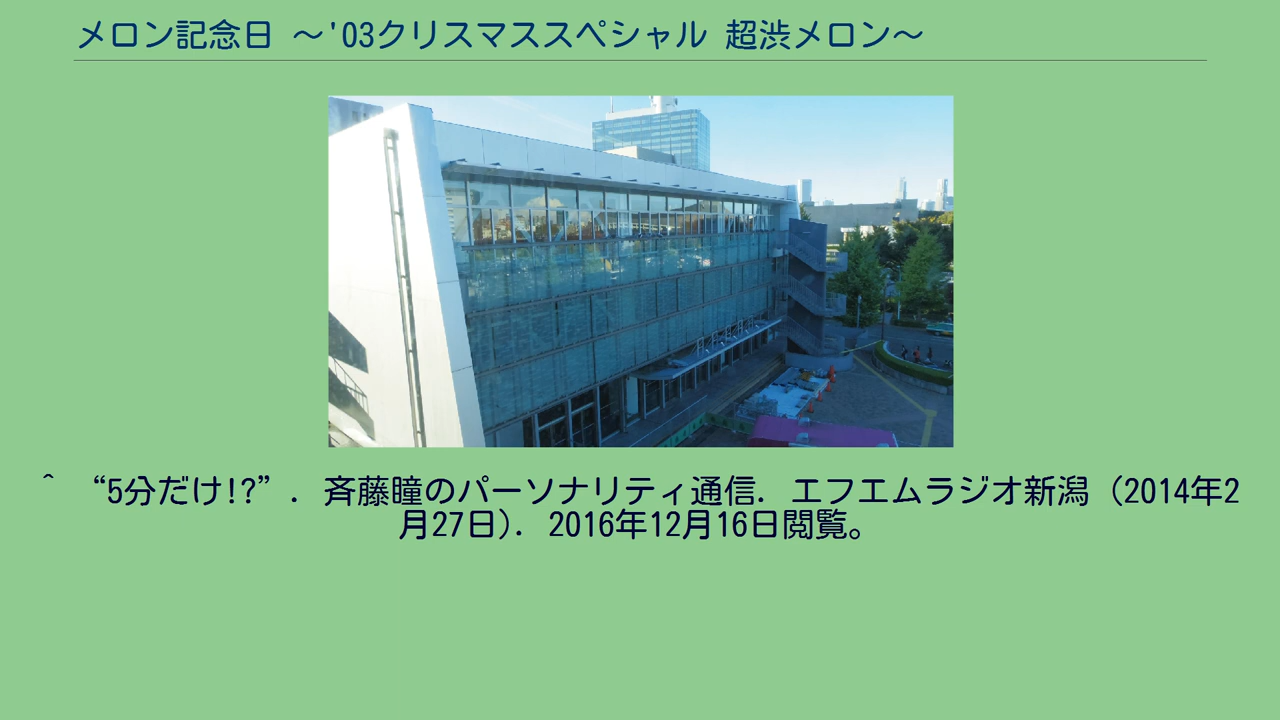 メロン記念日 〜'03クリスマススペシャル 超渋メロン〜
^ “5分だけ!?”. 斉藤瞳のパーソナリティ通信. エフエムラジオ新潟 (2014年2
月27日). 2016年12月16日閲覧。